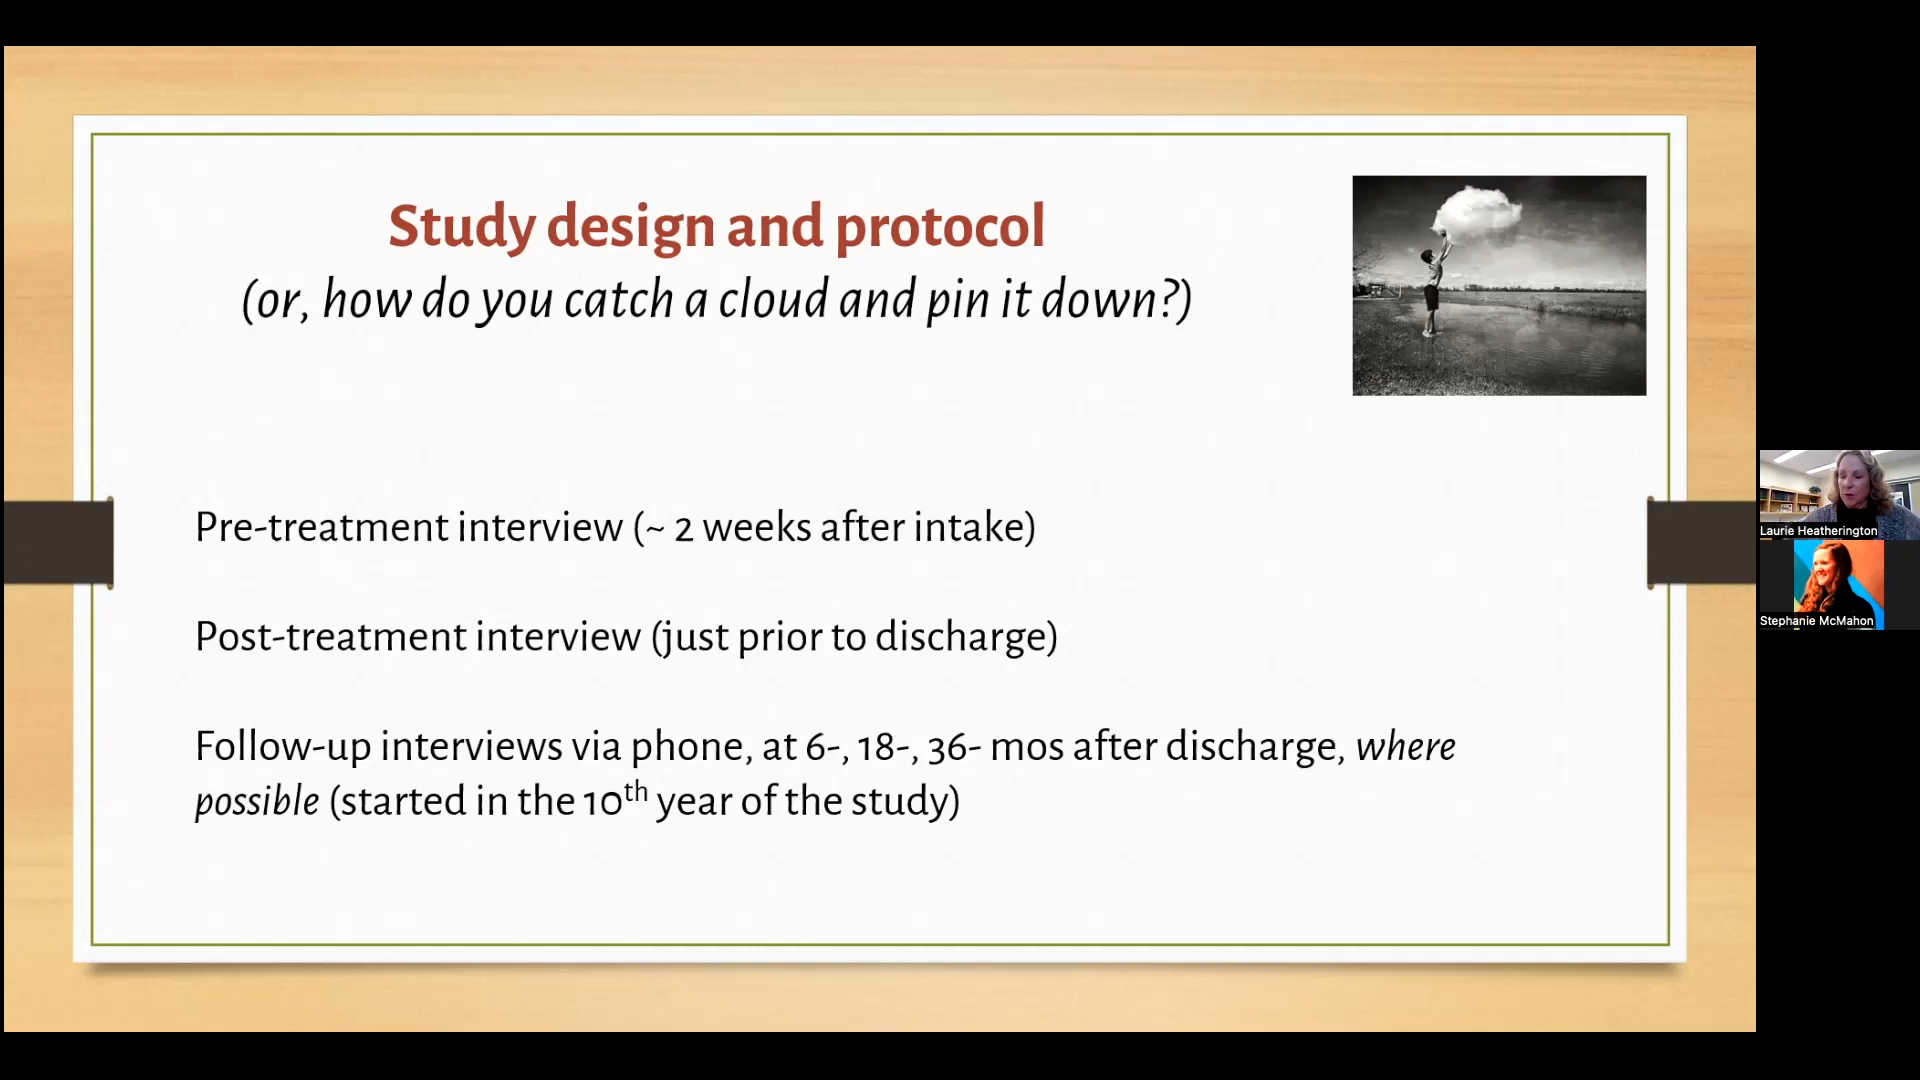 Study design and protocol
(or, how do you catch a cloud and pin it down?)
Pre-treatment interview (~ 2 weeks after intake)
Post-treatment interview (just prior to discharge)
Follow-up interviews via phone, at 6-, 18-, 36- mos after discharge, where
possible (started in the 10th year of the study)
Laurie Heatherington
Stephanie McMahon